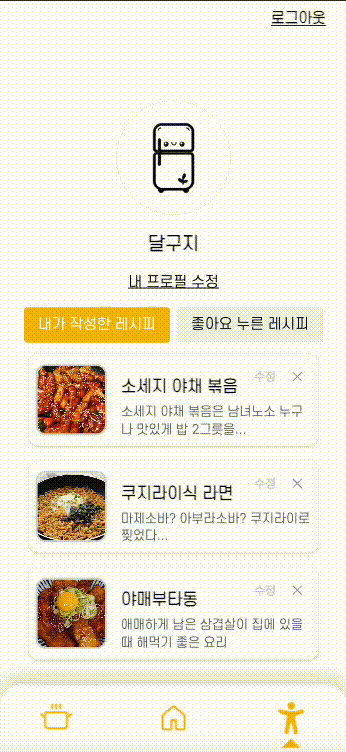 로그아웃
달구지
내 프로필 수정
내가 작성한 레시피
좋아요 누른 레시피
소세지 야채 볶음
수정
소세지 야채 볶음은 남녀노소 누구
나 맛있게 밥 2그릇을...
쿠지라이식 라면
수정
마제소바? 아부라소바? 쿠지라이로
찢었다...
야매부타동
수정
애매하게 남은 삼겹살이 집에 있을
때 해먹기 좋은 요리